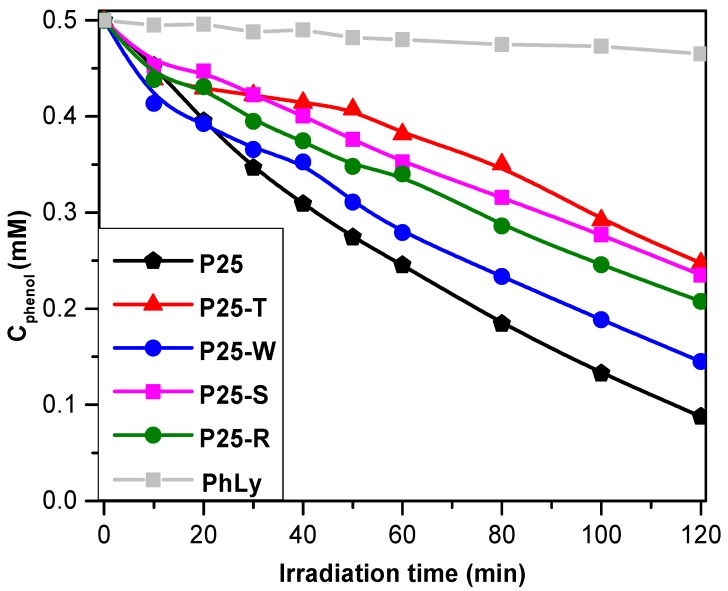 0.5
0.4
0.3
0.2
0.1
0.0
C phenol (mM)
P25
P25-T
P25-W
P25-S
P25-R
PhLy
0 20 40 60 80 100 120
Irradiation time (min)